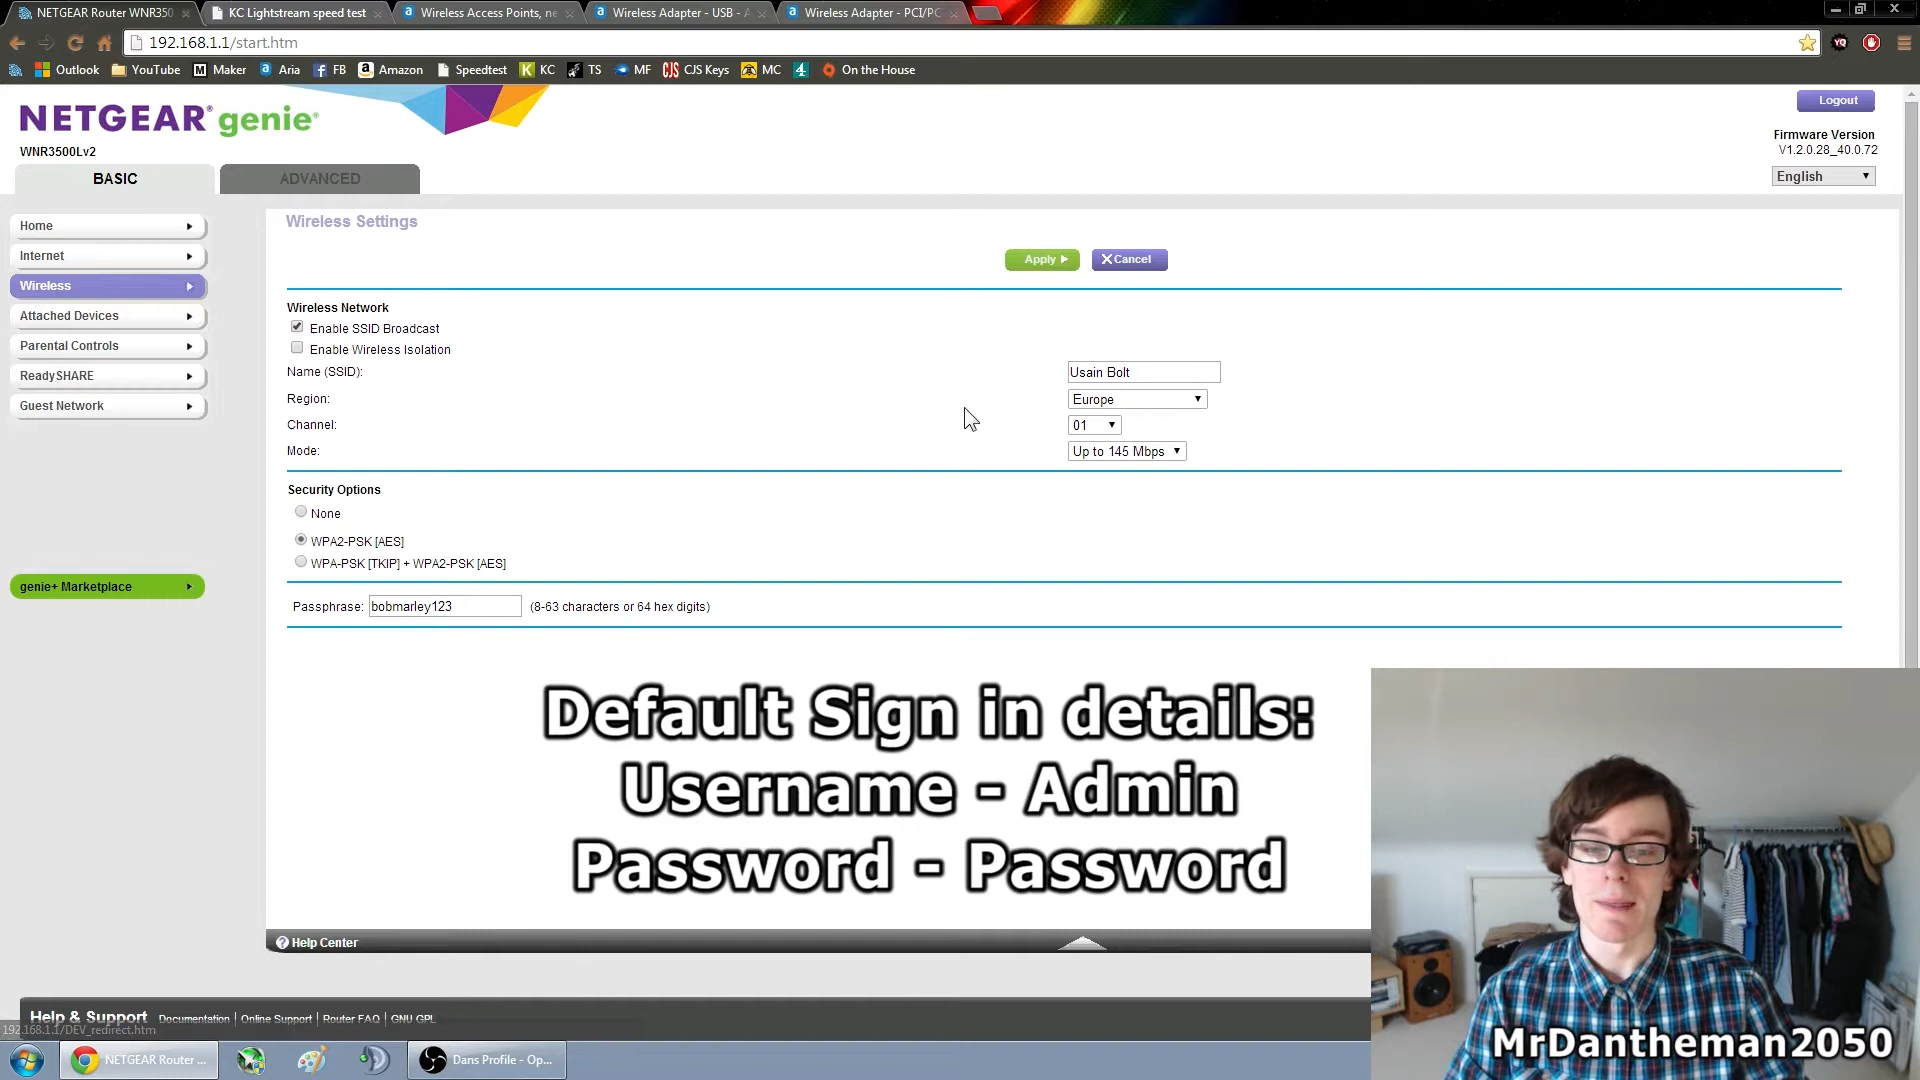 NETGEAR Router WNR350
KC Lightstream speed test
Wireless Access Points, ne
Wireless Adapter - USB - A
Wireless Adapter - PCI/PC
192.168.1.1/start.htm
Outlook YouTube Maker Aria FB Amazon Speedtest KC TS MF CJS Keys MC On the House
NETGEAR® genie®
Logout
Firmware Version
V1.2.0.28_40.0.72
WNR3500Lv2
BASIC
ADVANCED
English
Home
Internet
Wireless
Attached Devices
Parental Controls
ReadySHARE
Guest Network
genie+ Marketplace
Wireless Settings
Apply
Cancel
Wireless Network
Enable SSID Broadcast
Enable Wireless Isolation
Name (SSID): Usain Bolt
Region: Europe
Channel: 01
Mode: Up to 145 Mbps
Security Options
None
WPA2-PSK [AES]
WPA-PSK [TKIP] + WPA2-PSK [AES]
Passphrase: bobmarley123 (8-63 characters or 64 hex digits)
Default Sign in details:
Username - Admin
Password - Password
Help Center
Help & Support Documentation | Online Support | Router FAQ | GNU GPL
192.168.1.1/DEV_redirect.htm
NETGEAR Router ...
Dans Profile - Op...
MrDantheman2050